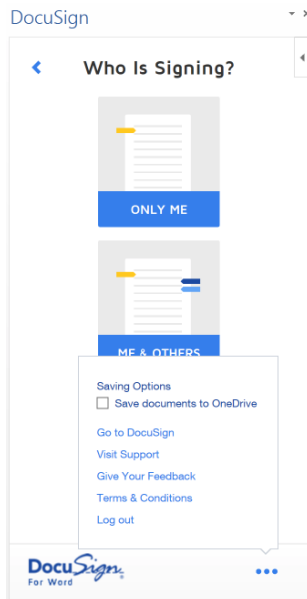 DocuSign
Who Is Signing?
ONLY ME
ME & OTHERS
Saving Options
Save documents to OneDrive
Go to DocuSign
Visit Support
Give Your Feedback
Terms & Conditions
Log out
DocuSign
For Word